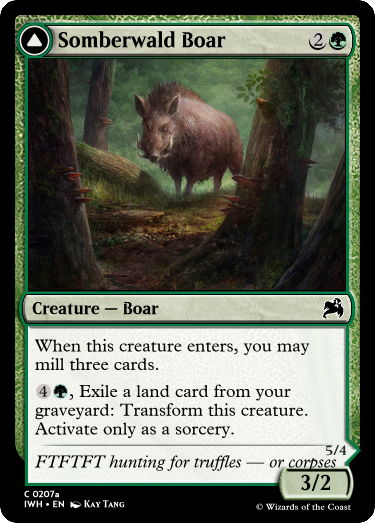 Somberwald Boar 2
Creature — Boar
When this creature enters, you may
mill three cards.
4, Exile a land card from your
graveyard: Transform this creature.
Activate only as a sorcery.
5/4
FTFTFT hunting for truffles — or corpses
3/2
C 0207a
IWH • EN Kay Tang
© Wizards of the Coast